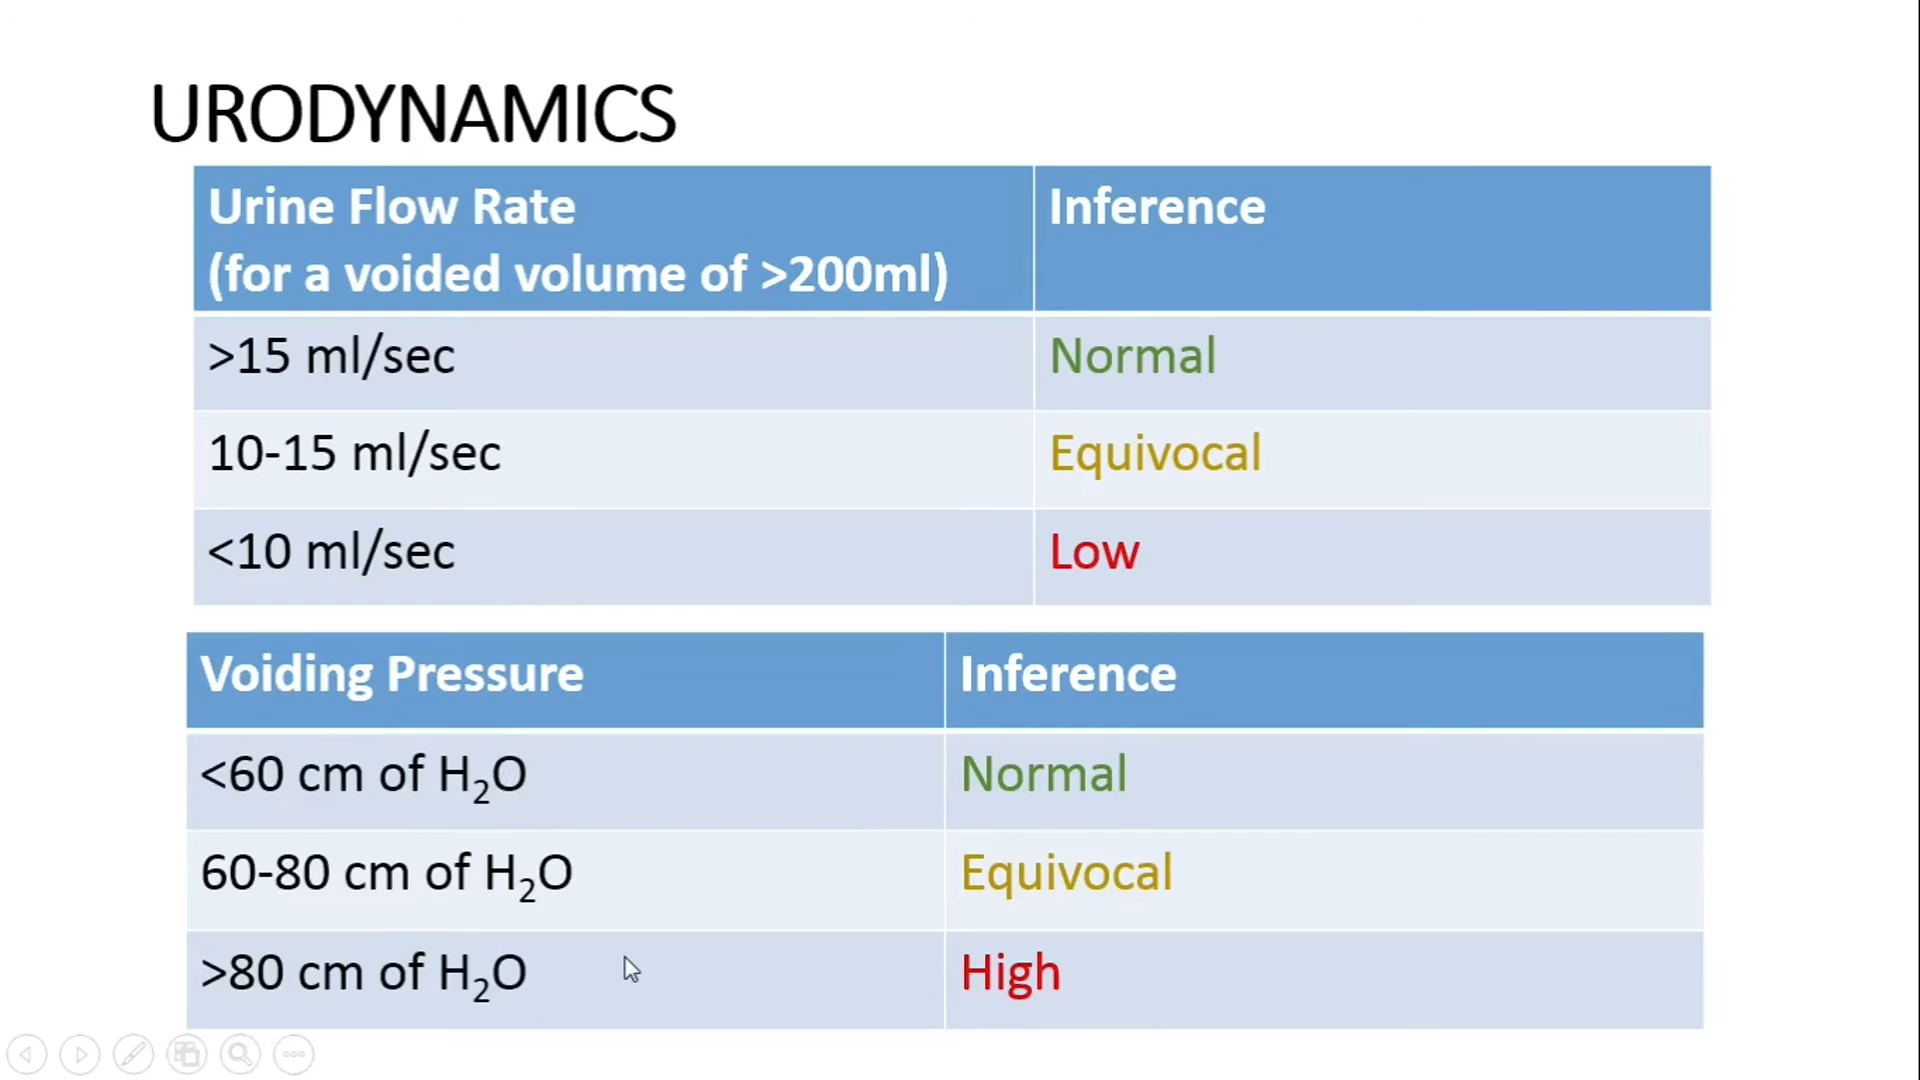 URODYNAMICS
Urine Flow Rate
(for a voided volume of >200ml)
Inference
>15 ml/sec
Normal
10-15 ml/sec
Equivocal
<10 ml/sec
Low
Voiding Pressure
Inference
<60 cm of H₂O
Normal
60-80 cm of H₂O
Equivocal
>80 cm of H₂O
High